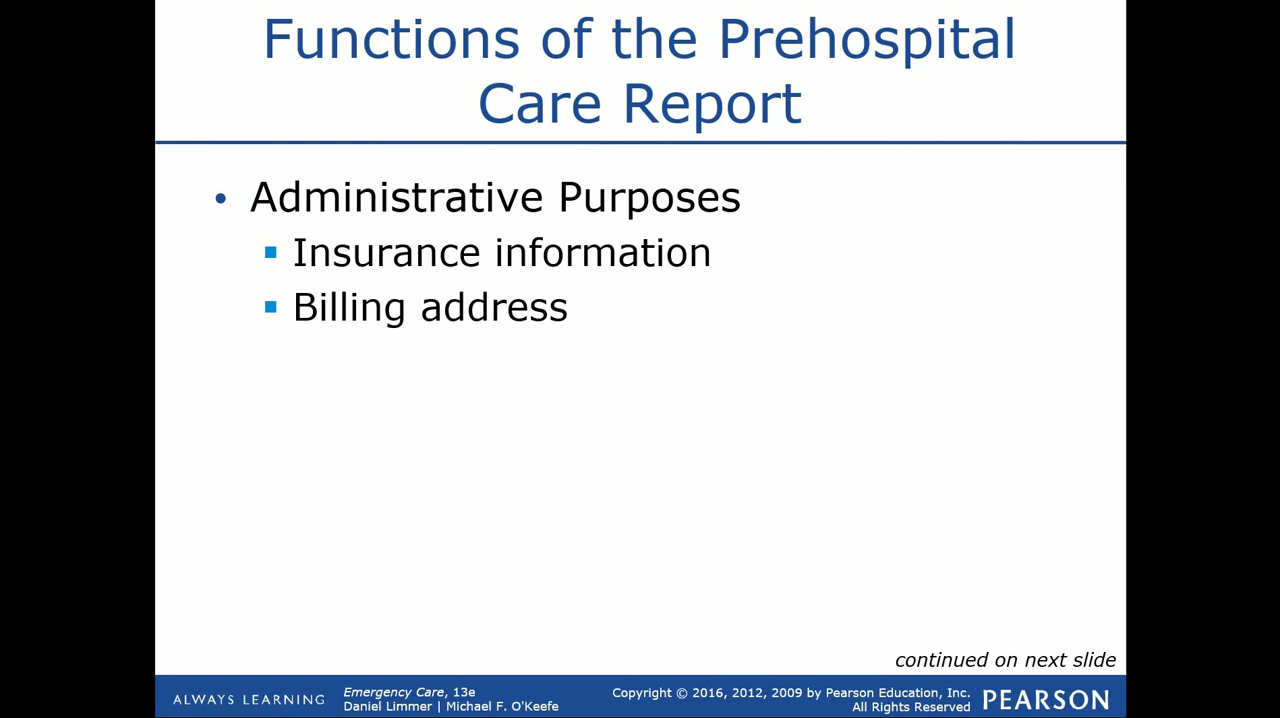 Functions of the Prehospital
Care Report
• Administrative Purposes
▪ Insurance information
▪ Billing address
continued on next slide
ALWAYS LEARNING
Emergency Care, 13e
Daniel Limmer | Michael F. O'Keefe
Copyright © 2016, 2012, 2009 by Pearson Education, Inc.
All Rights Reserved
PEARSON